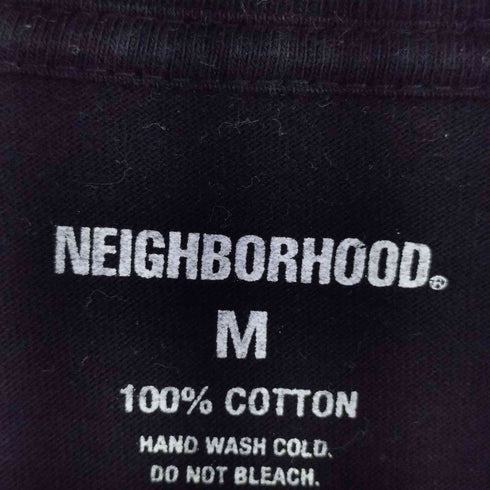 NEIGHBORHOOD®
M
100% COTTON
HAND WASH COLD.
DO NOT BLEACH.